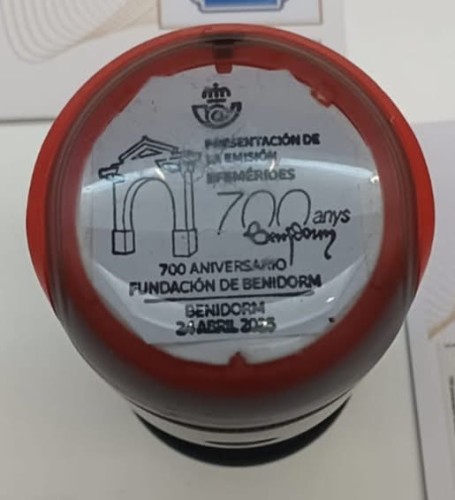 PRESENTACIÓN DE
LA EMISIÓN
EFEMÉRIDES
700 anys
Benidorm
700 ANIVERSARIO
FUNDACIÓN DE BENIDORM
BENIDORM
24 ABRIL 2025